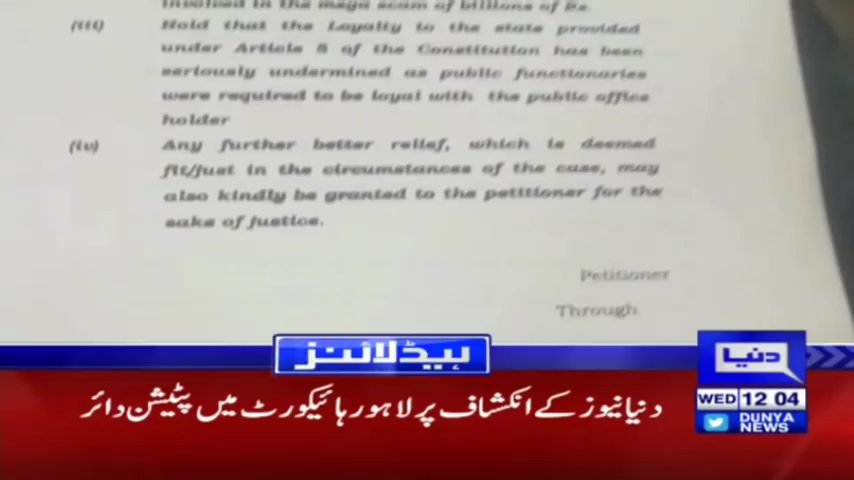 involved in the mega scam of billions of Rs.
(iii) Hold that the Loyalty to the state provided
under Article 5 of the Constitution has been
seriously undermined as public functionaries
were required to be loyal with the public office
holder
(iv) Any further better relief, which is deemed
fit/just in the circumstances of the case, may
also kindly be granted to the petitioner for the
sake of justice.
Petitioner
Through
ہیڈلائنز
دنیا
دنیا نیوز کے انکشاف پر لاہور ہائیکورٹ میں پٹیشن دائر
WED 12 04
DUNYA
NEWS